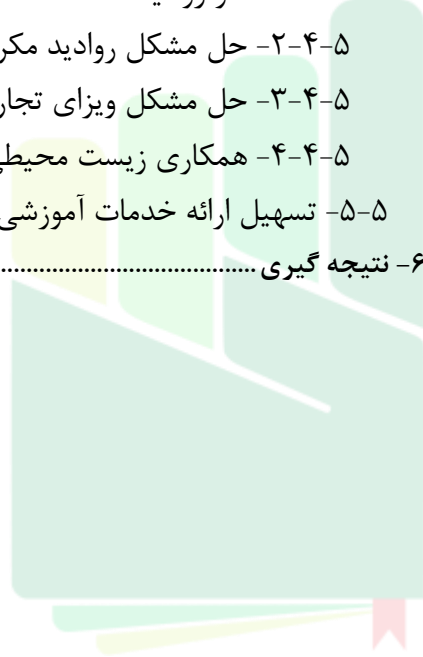 ۵-۴-۲- حل مشکل روادید مکر
۵-۴-۳- حل مشکل ویزای تجار
۵-۴-۴- همکاری زیست محیطی
۵-۵- تسهیل ارائه خدمات آموزشی
۶- نتیجه گیری ........................................